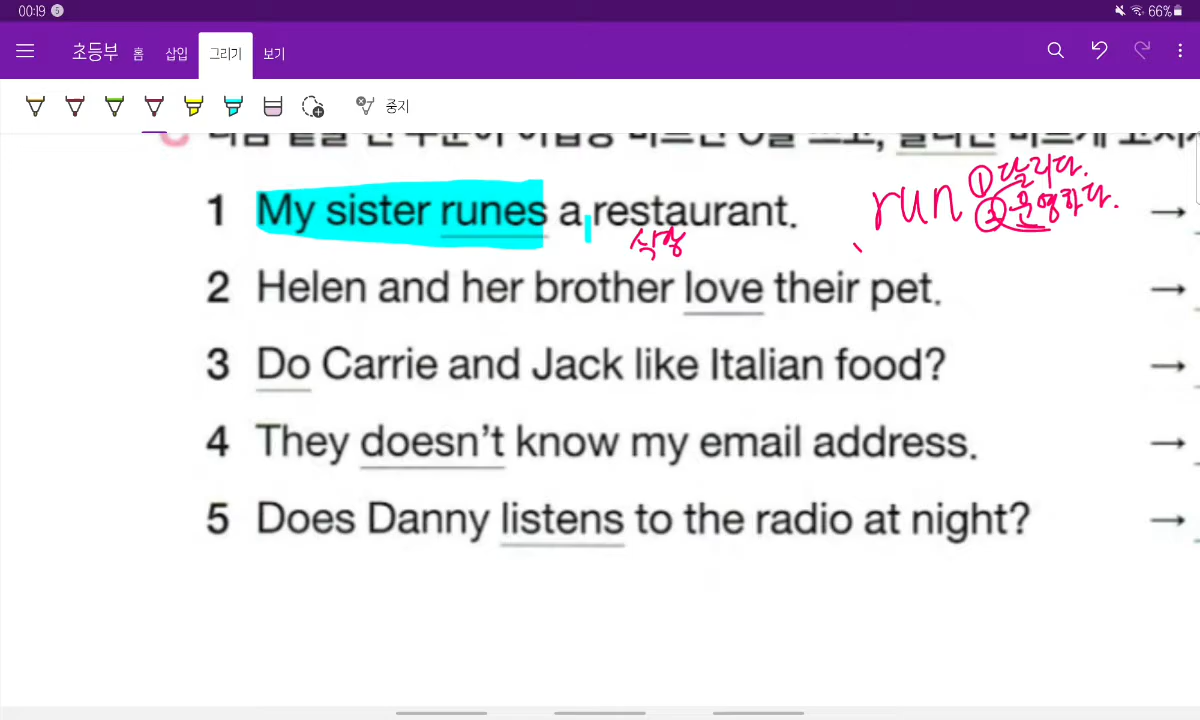 00:19 5 66%
초등부 홈 삽입 그리기 보기
중지
1 My sister runes a restaurant. →
식당
run ① 달리다.
② 운영하다.
2 Helen and her brother love their pet. →
3 Do Carrie and Jack like Italian food? →
4 They doesn't know my email address. →
5 Does Danny listens to the radio at night? →